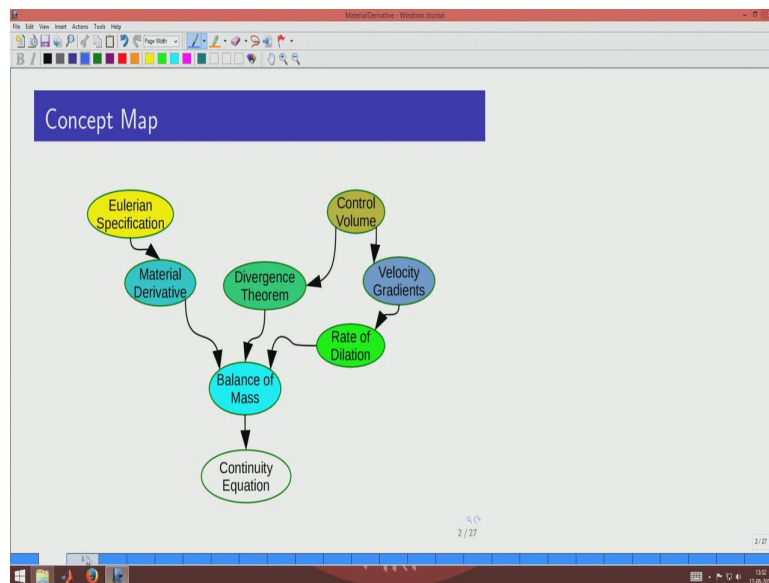 MaterialDerivative - Windows Journal
File Edit View Insert Actions Tools Help
Page Width
B I
Concept Map
Eulerian
Specification
Control
Volume
Material
Derivative
Divergence
Theorem
Velocity
Gradients
Rate of
Dilation
Balance of
Mass
Continuity
Equation
2 / 27
2 / 27
13:52